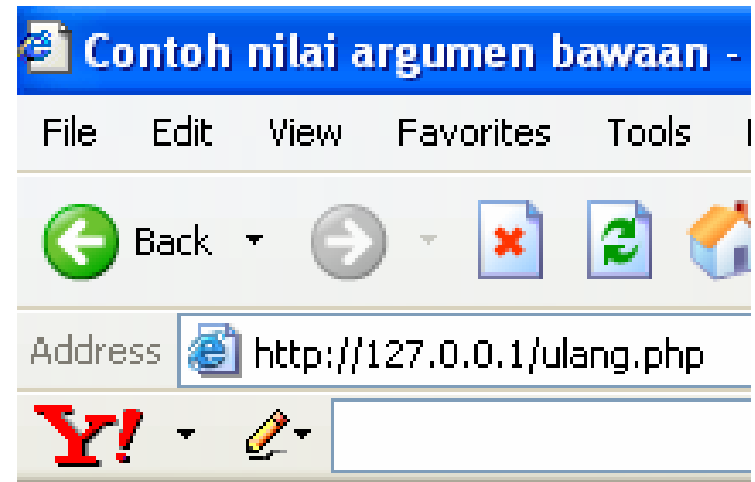 Contoh nilai argumen bawaan -
File Edit View Favorites Tools
Back
Address http://127.0.0.1/ulang.php
Y!